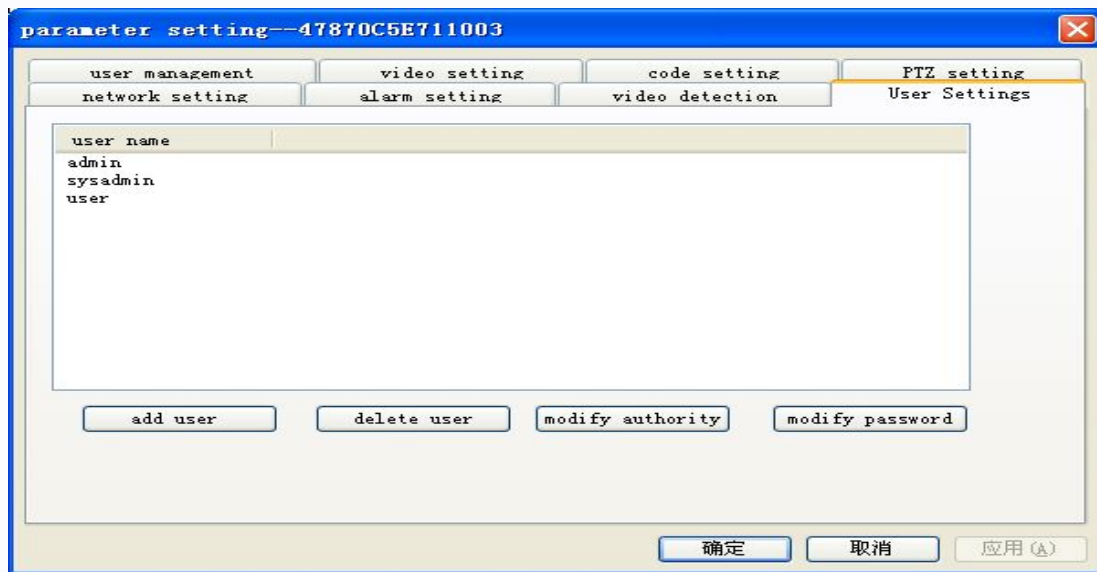 parameter setting--47870C5E711003
user management video setting code setting PTZ setting
network setting alarm setting video detection User Settings
user name
admin
sysadmin
user
add user delete user modify authority modify password
确定 取消 应用(A)